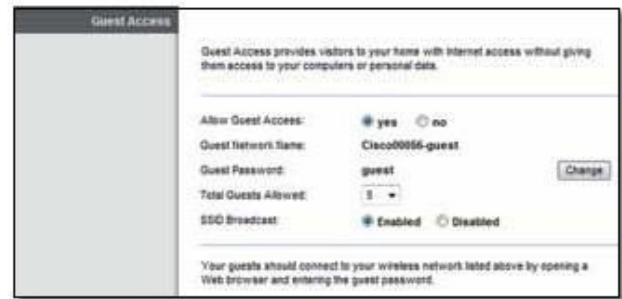 Guest Access
Guest Access provides visitors to your home with Internet access without giving
them access to your computers or personal data.
Allow Guest Access: yes no
Guest Network Name: Cisco00056-guest
Guest Password: guest Change
Total Guests Allowed: 5
SSID Broadcast: Enabled Disabled
Your guests should connect to your wireless network listed above by opening a
Web browser and entering the guest password.